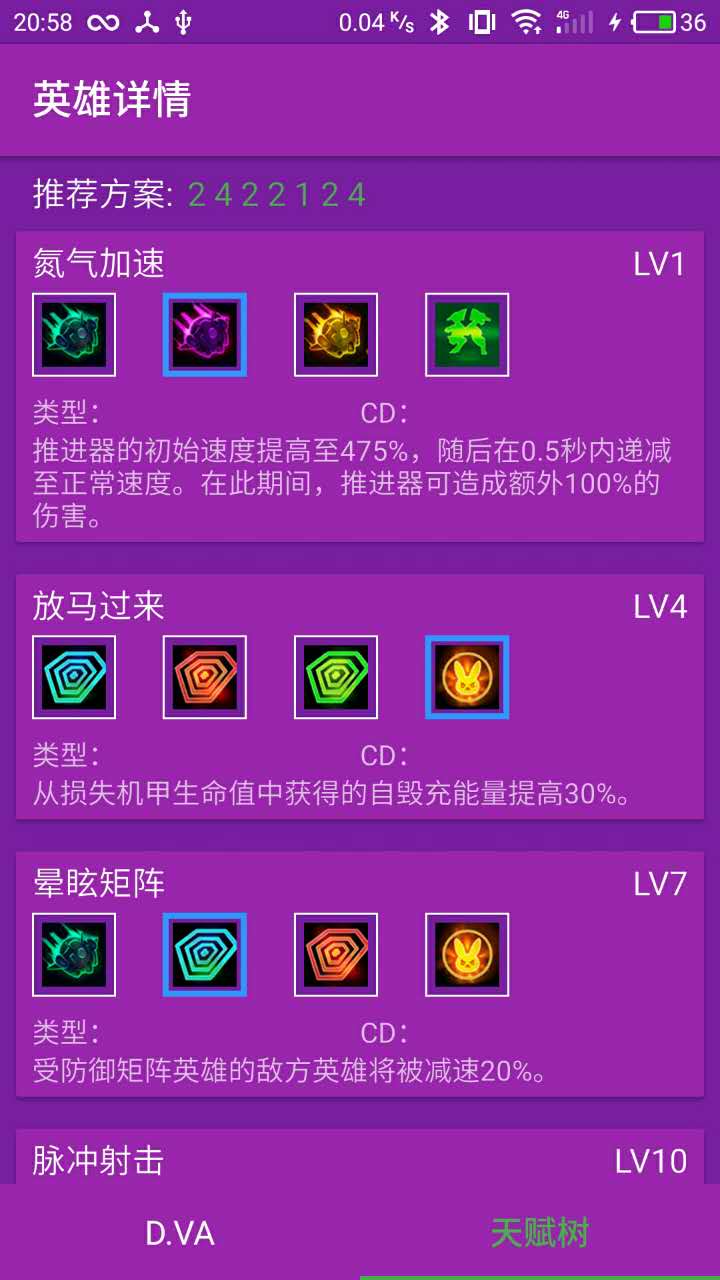 20:58 0.04 K/s 4G 36
英雄详情
推荐方案: 2 4 2 2 1 2 4
氮气加速 LV1
类型: CD:
推进器的初始速度提高至475%，随后在0.5秒内递减
至正常速度。在此期间，推进器可造成额外100%的
伤害。
放马过来 LV4
类型: CD:
从损失机甲生命值中获得的自毁充能量提高30%。
晕眩矩阵 LV7
类型: CD:
受防御矩阵英雄的敌方英雄将被减速20%。
脉冲射击 LV10
D.VA 天赋树